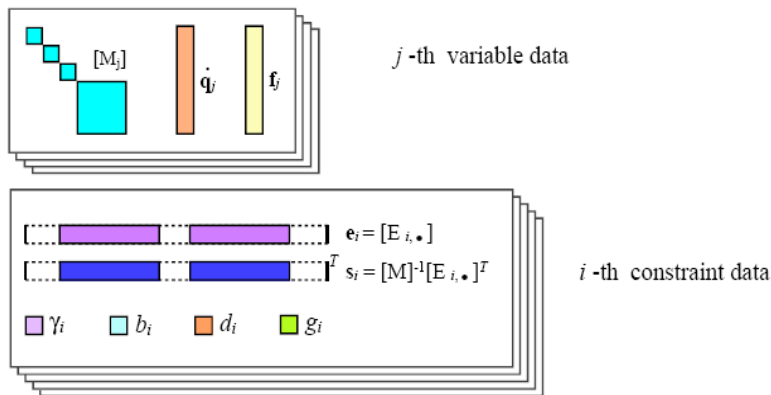 [Mj]
q̇j
fj
j -th variable data
ei = [E i,•]
T
si = [M]-1[E i,•]T
i -th constraint data
γi bi di gi